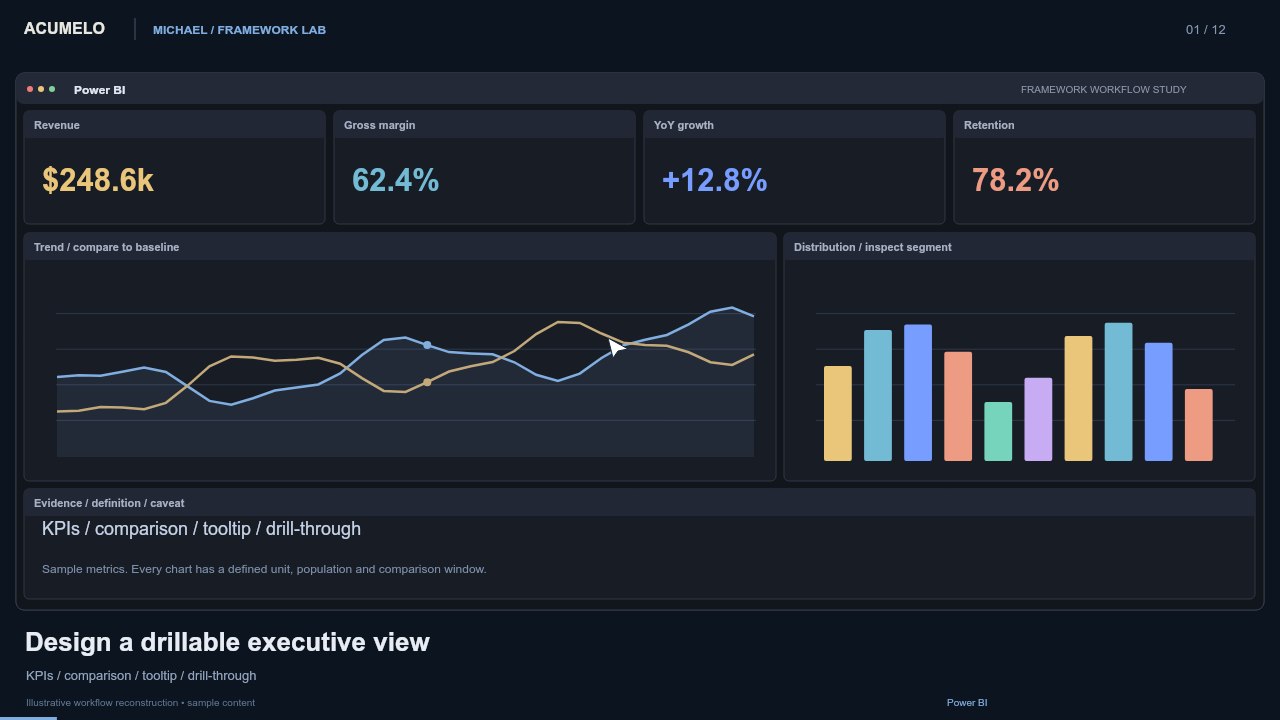 ACUMELO
MICHAEL / FRAMEWORK LAB
01 / 12
Power BI
FRAMEWORK WORKFLOW STUDY
Revenue
$248.6k
Gross margin
62.4%
YoY growth
+12.8%
Retention
78.2%
Trend / compare to baseline
Distribution / inspect segment
Evidence / definition / caveat
KPIs / comparison / tooltip / drill-through
Sample metrics. Every chart has a defined unit, population and comparison window.
Design a drillable executive view
KPIs / comparison / tooltip / drill-through
Illustrative workflow reconstruction • sample content
Power BI